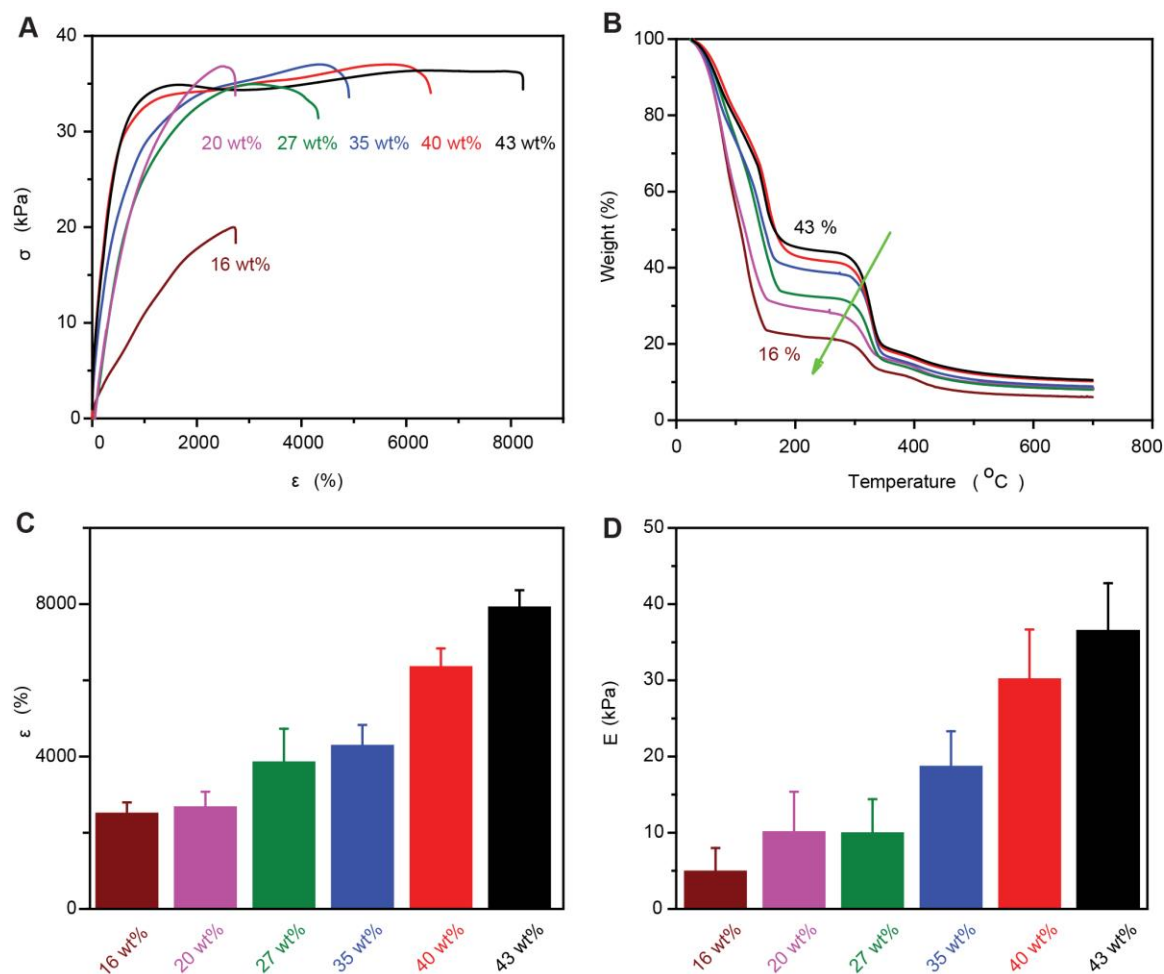 A
40
30
20
10
0
σ (kPa)
20 wt% 27 wt% 35 wt% 40 wt% 43 wt%
16 wt%
0 2000 4000 6000 8000
ε (%)
B
100
80
60
40
20
0
Weight (%)
43 %
16 %
0 200 400 600 800
Temperature (°C)
C
8000
4000
0
ε (%)
16 wt% 20 wt% 27 wt% 35 wt% 40 wt% 43 wt%
D
50
40
30
20
10
0
E (kPa)
16 wt% 20 wt% 27 wt% 35 wt% 40 wt% 43 wt%